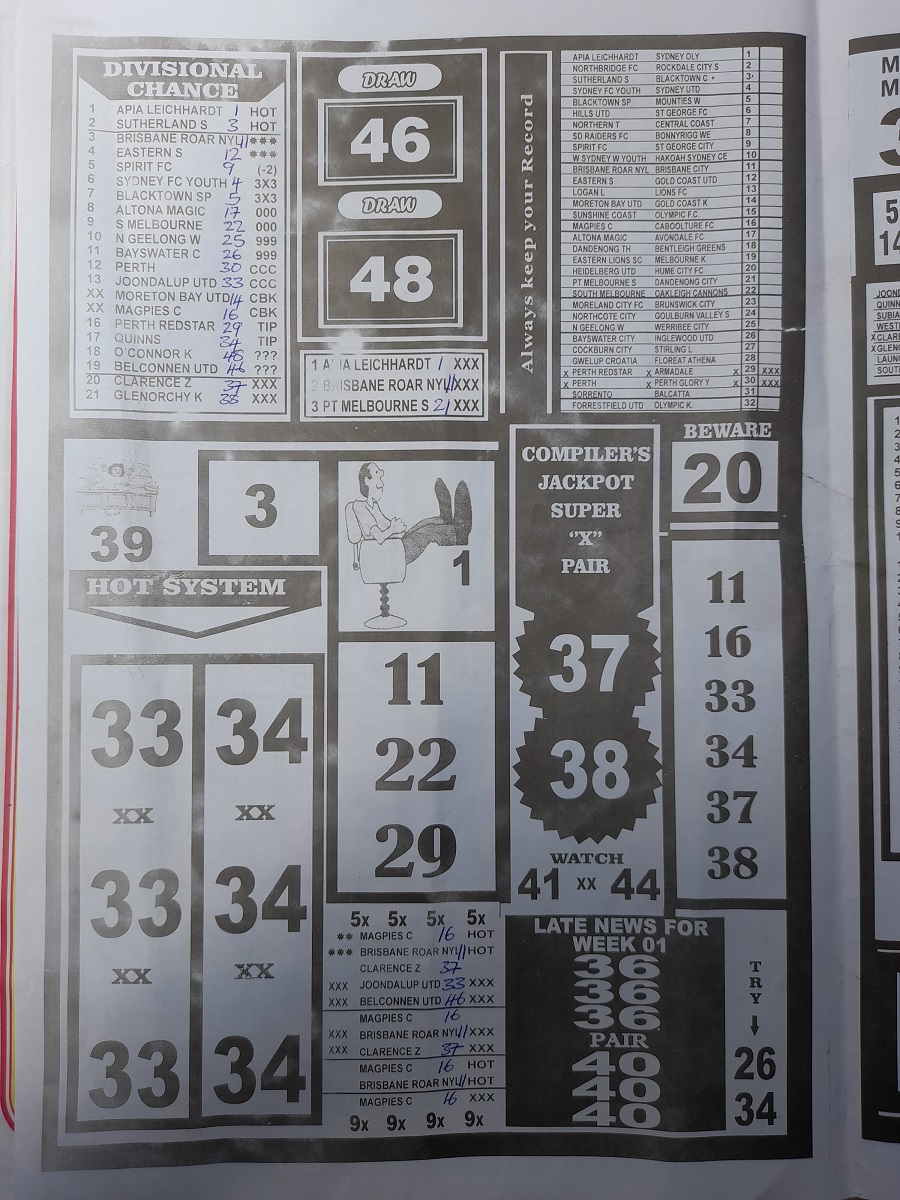 DIVISIONAL
CHANCE
1 APIA LEICHHARDT 1 HOT
2 SUTHERLAND S 3 HOT
3 BRISBANE ROAR NYL 11 ***
4 EASTERN S 12 ***
5 SPIRIT FC 9 (-2)
6 SYDNEY FC YOUTH 4 3X3
7 BLACKTOWN SP 5 3X3
8 ALTONA MAGIC 17 000
9 S MELBOURNE 22 000
10 N GEELONG W 25 999
11 BAYSWATER C 26 999
12 PERTH 30 CCC
13 JOONDALUP UTD 33 CCC
XX MORETON BAY UTD 14 CBK
XX MAGPIES C 16 CBK
16 PERTH REDSTAR 29 TIP
17 QUINNS 34 TIP
18 O'CONNOR K 48 ???
19 BELCONNEN UTD 46 ???
20 CLARENCE Z 37 XXX
21 GLENORCHY K 38 XXX
DRAW
46
DRAW
48
1 APIA LEICHHARDT 1 XXX
2 BRISBANE ROAR NYL 11 XXX
3 PT MELBOURNE S 21 XXX
Always keep your Record
APIA LEICHHARDT SYDNEY OLY 1
NORTHBRIDGE FC ROCKDALE CITY S 2
SUTHERLAND S BLACKTOWN C • 3•
SYDNEY FC YOUTH SYDNEY UTD 4
BLACKTOWN SP MOUNTIES W 5
HILLS UTD ST GEORGE FC 6
NORTHERN T CENTRAL COAST 7
SD RAIDERS FC BONNYRIGG WE 8
SPIRIT FC ST GEORGE CITY 9
W SYDNEY W YOUTH HAKOAH SYDNEY CE 10
BRISBANE ROAR NYL BRISBANE CITY 11
EASTERN S GOLD COAST UTD 12
LOGAN L LIONS FC 13
MORETON BAY UTD GOLD COAST K 14
SUNSHINE COAST OLYMPIC F.C. 15
MAGPIES C CABOOLTURE FC 16
ALTONA MAGIC AVONDALE FC 17
DANDENONG TH BENTLEIGH GREENS 18
EASTERN LIONS SC MELBOURNE K 19
HEIDELBERG UTD HUME CITY FC 20
PT MELBOURNE S DANDENONG CITY 21
SOUTH MELBOURNE OAKLEIGH CANNONS 22
MORELAND CITY FC BRUNSWICK CITY 23
NORTHCOTE CITY GOULBURN VALLEY S 24
N GEELONG W WERRIBEE CITY 25
BAYSWATER CITY INGLEWOOD UTD 26
COCKBURN CITY STIRLING L 27
GWELUP CROATIA FLOREAT ATHENA 28
X PERTH REDSTAR X ARMADALE X 29 XXX
X PERTH X PERTH GLORY Y X 30 XXX
SORRENTO BALCATTA 31
FORRESTFIELD UTD OLYMPIC K. 32
39
3
1
HOT SYSTEM
33 34
XX XX
33 34
XX XX
33 34
11
22
29
5x 5x 5x 5x
** MAGPIES C 16 HOT
*** BRISBANE ROAR NYL 11 HOT
CLARENCE Z 37
XXX JOONDALUP UTD 33 XXX
XXX BELCONNEN UTD 46 XXX
MAGPIES C 16
XXX BRISBANE ROAR NYL 11 XXX
XXX CLARENCE Z 37 XXX
MAGPIES C 16 HOT
BRISBANE ROAR NYL 11 HOT
MAGPIES C 16 XXX
9x 9x 9x 9x
COMPILER'S
JACKPOT
SUPER
"X"
PAIR
37
38
WATCH
41 XX 44
BEWARE
20
11
16
33
34
37
38
LATE NEWS FOR
WEEK 01
36
36
36
PAIR
40
40
40
TRY
26
34
M
M
3
5
14
JOOND
QUINN
SUBIA
WEST
XCLARE
XGLENO
LAUNC
SOUTH